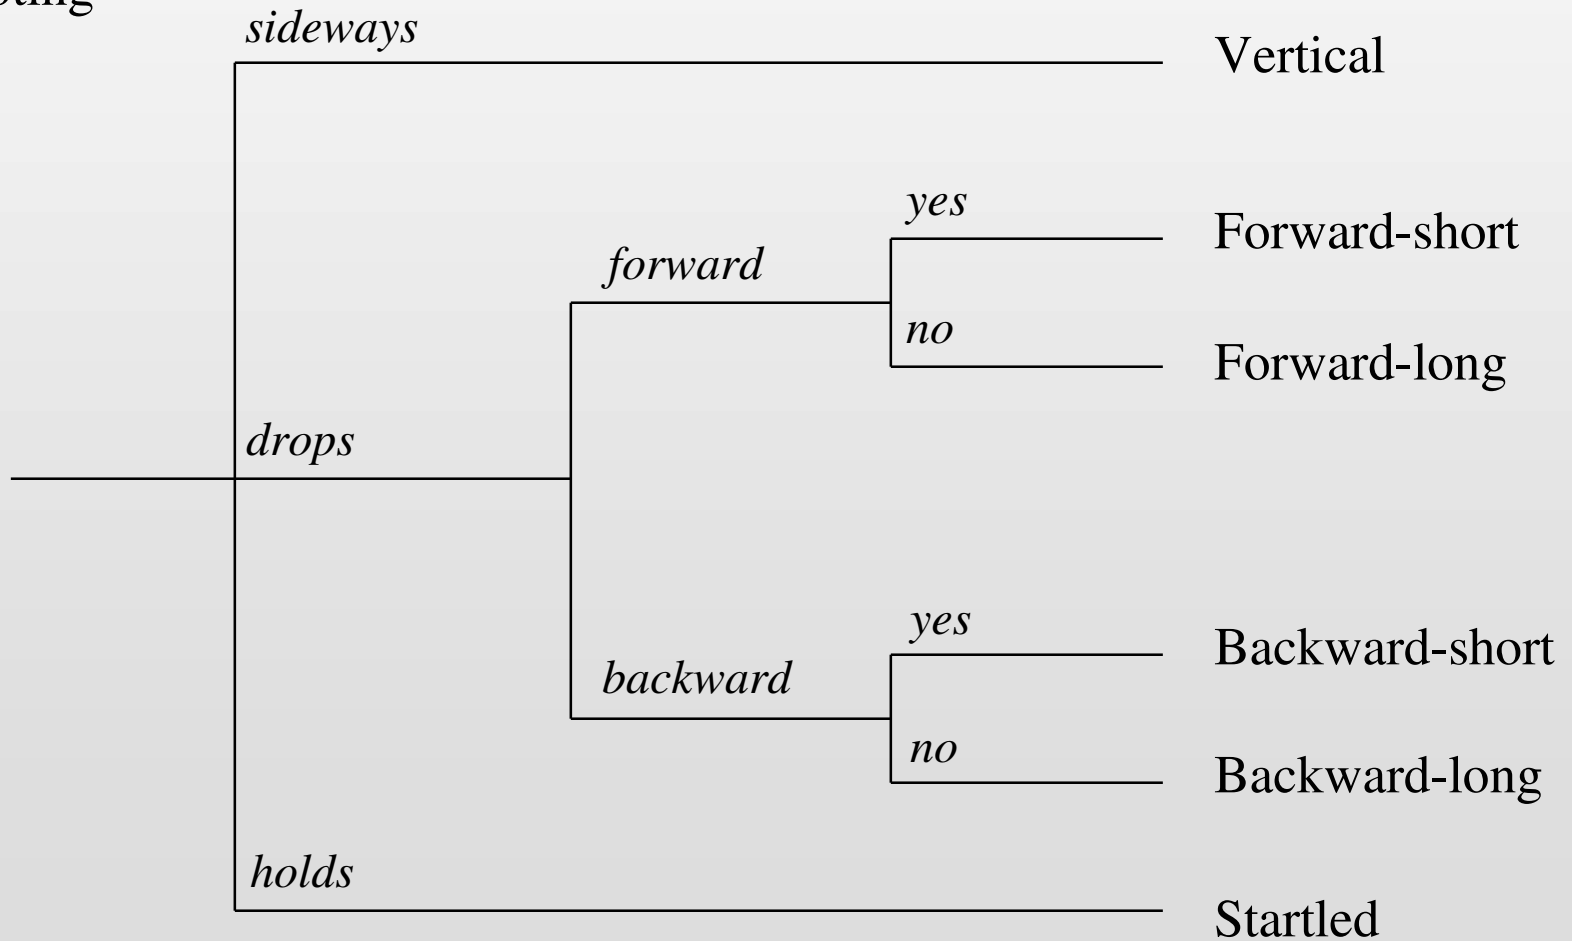 sideways
Vertical
yes
Forward-short
forward
no
Forward-long
drops
yes
Backward-short
backward
no
Backward-long
holds
Startled